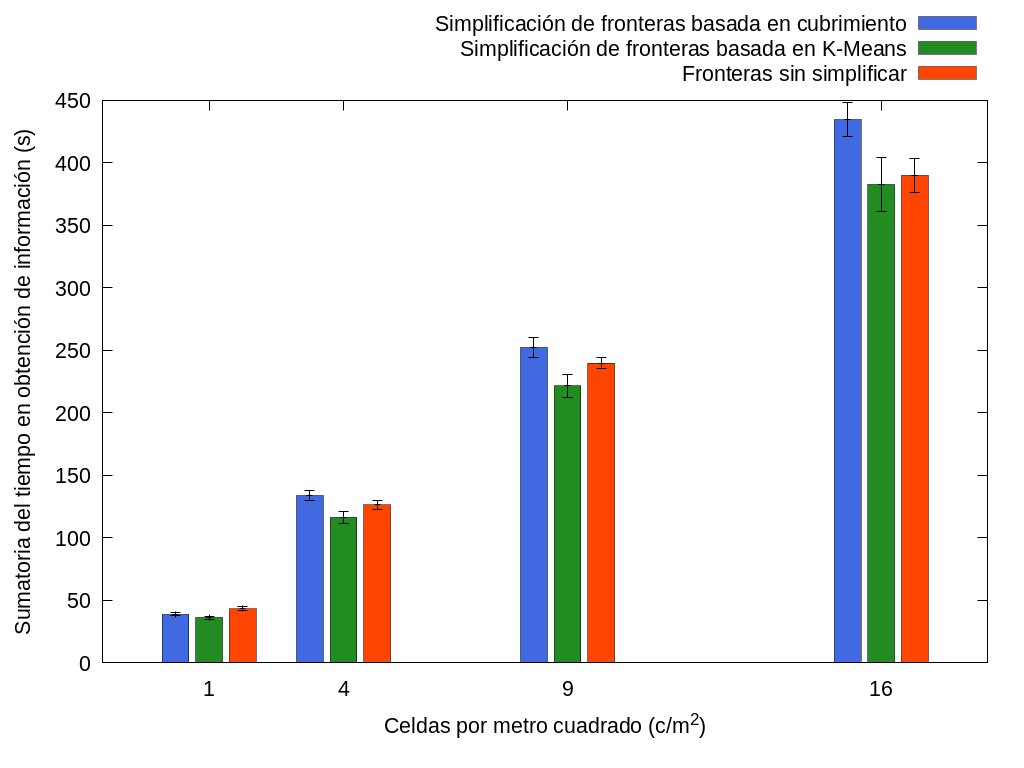 Simplificación de fronteras basada en cubrimiento
Simplificación de fronteras basada en K-Means
Fronteras sin simplificar
450
400
350
300
250
200
150
100
50
0
Sumatoria del tiempo en obtención de información (s)
1 4 9 16
Celdas por metro cuadrado (c/m²)